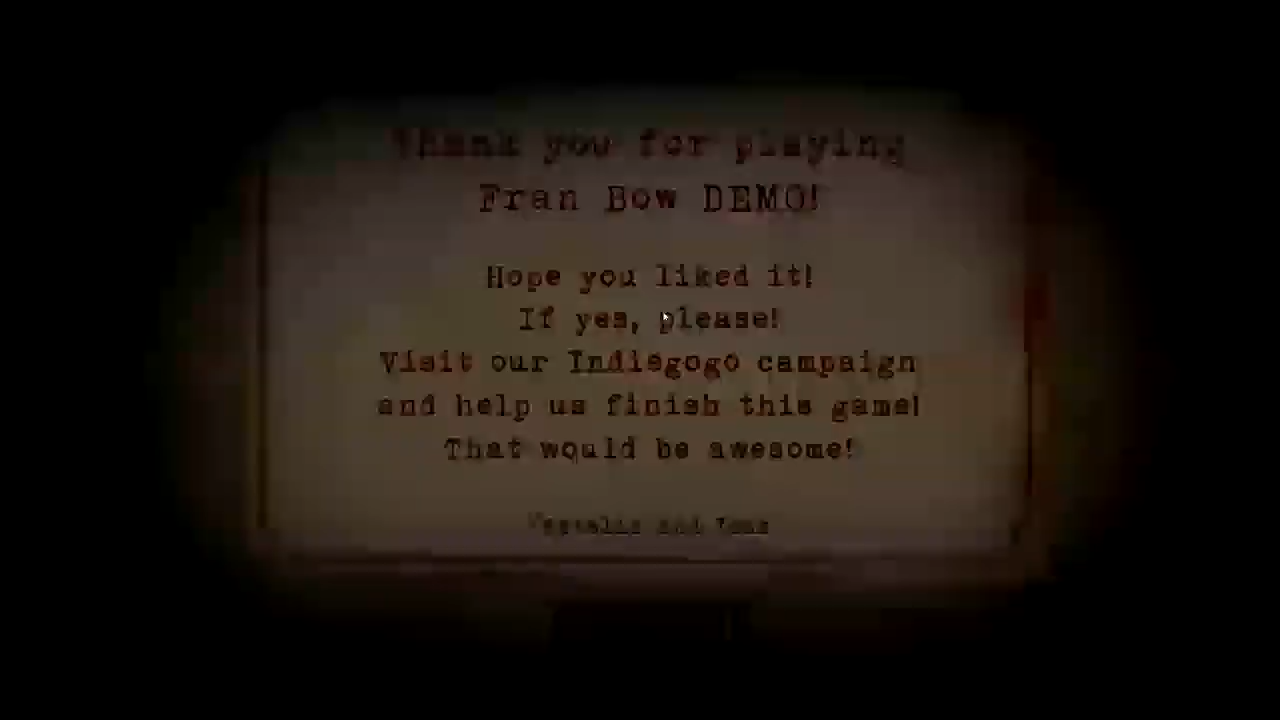 Thank you for playing
Fran Bow DEMO!
Hope you liked it!
If yes, please!
Visit our Indiegogo campaign
and help us finish this game!
That would be awesome!
and